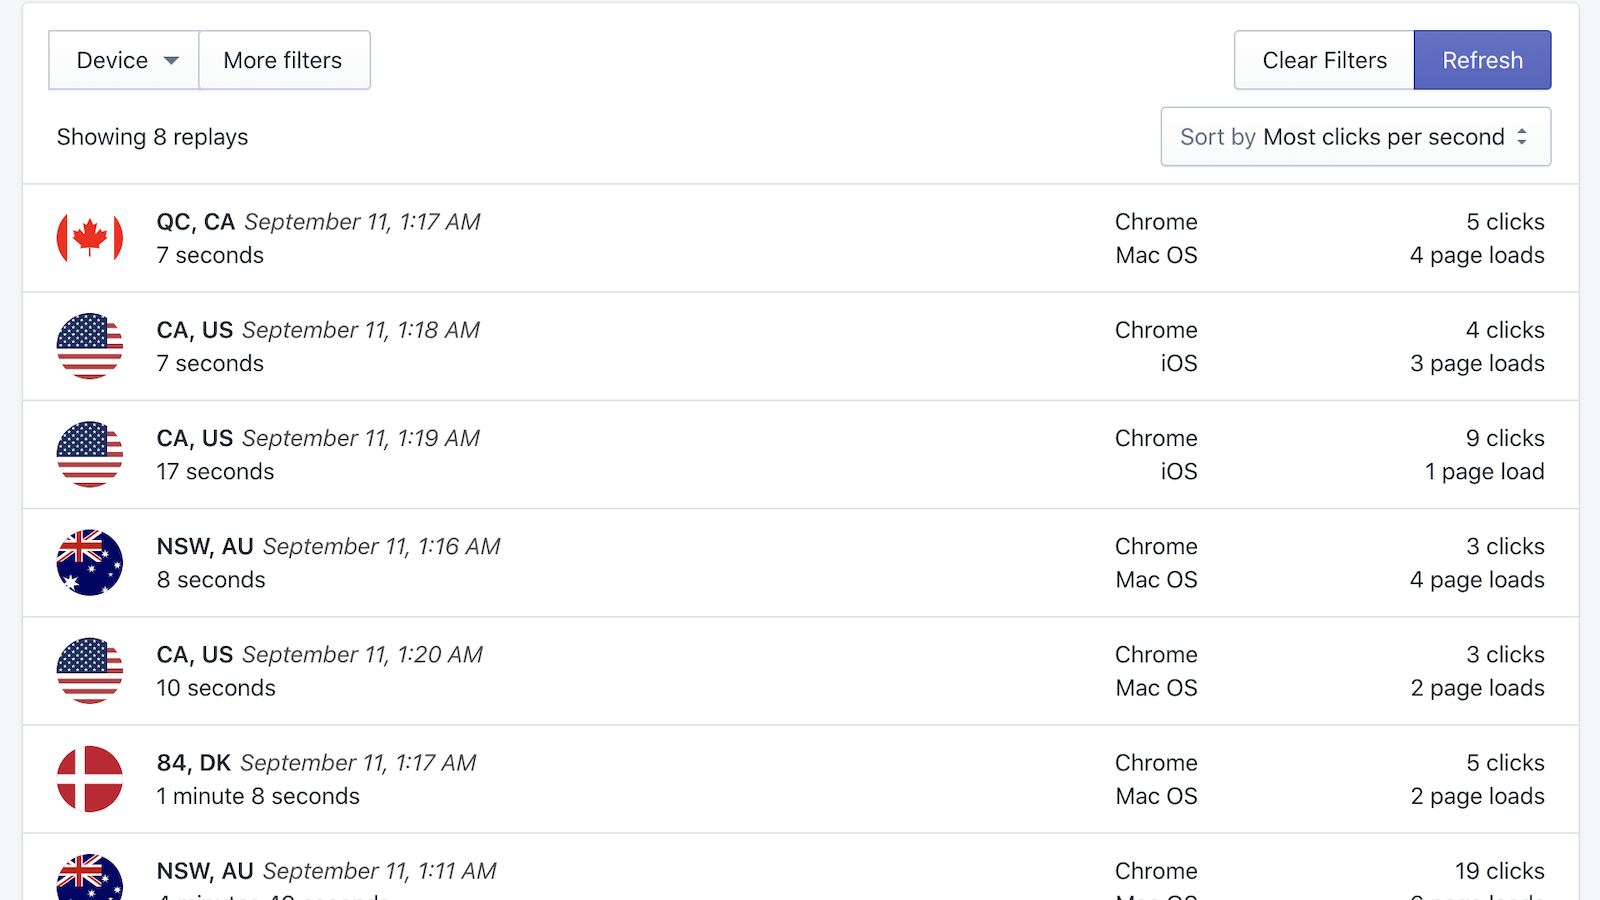 Device More filters Clear Filters Refresh
Showing 8 replays Sort by Most clicks per second
QC, CA September 11, 1:17 AM Chrome 5 clicks
7 seconds Mac OS 4 page loads
CA, US September 11, 1:18 AM Chrome 4 clicks
7 seconds iOS 3 page loads
CA, US September 11, 1:19 AM Chrome 9 clicks
17 seconds iOS 1 page load
NSW, AU September 11, 1:16 AM Chrome 3 clicks
8 seconds Mac OS 4 page loads
CA, US September 11, 1:20 AM Chrome 3 clicks
10 seconds Mac OS 2 page loads
84, DK September 11, 1:17 AM Chrome 5 clicks
1 minute 8 seconds Mac OS 2 page loads
NSW, AU September 11, 1:11 AM Chrome 19 clicks